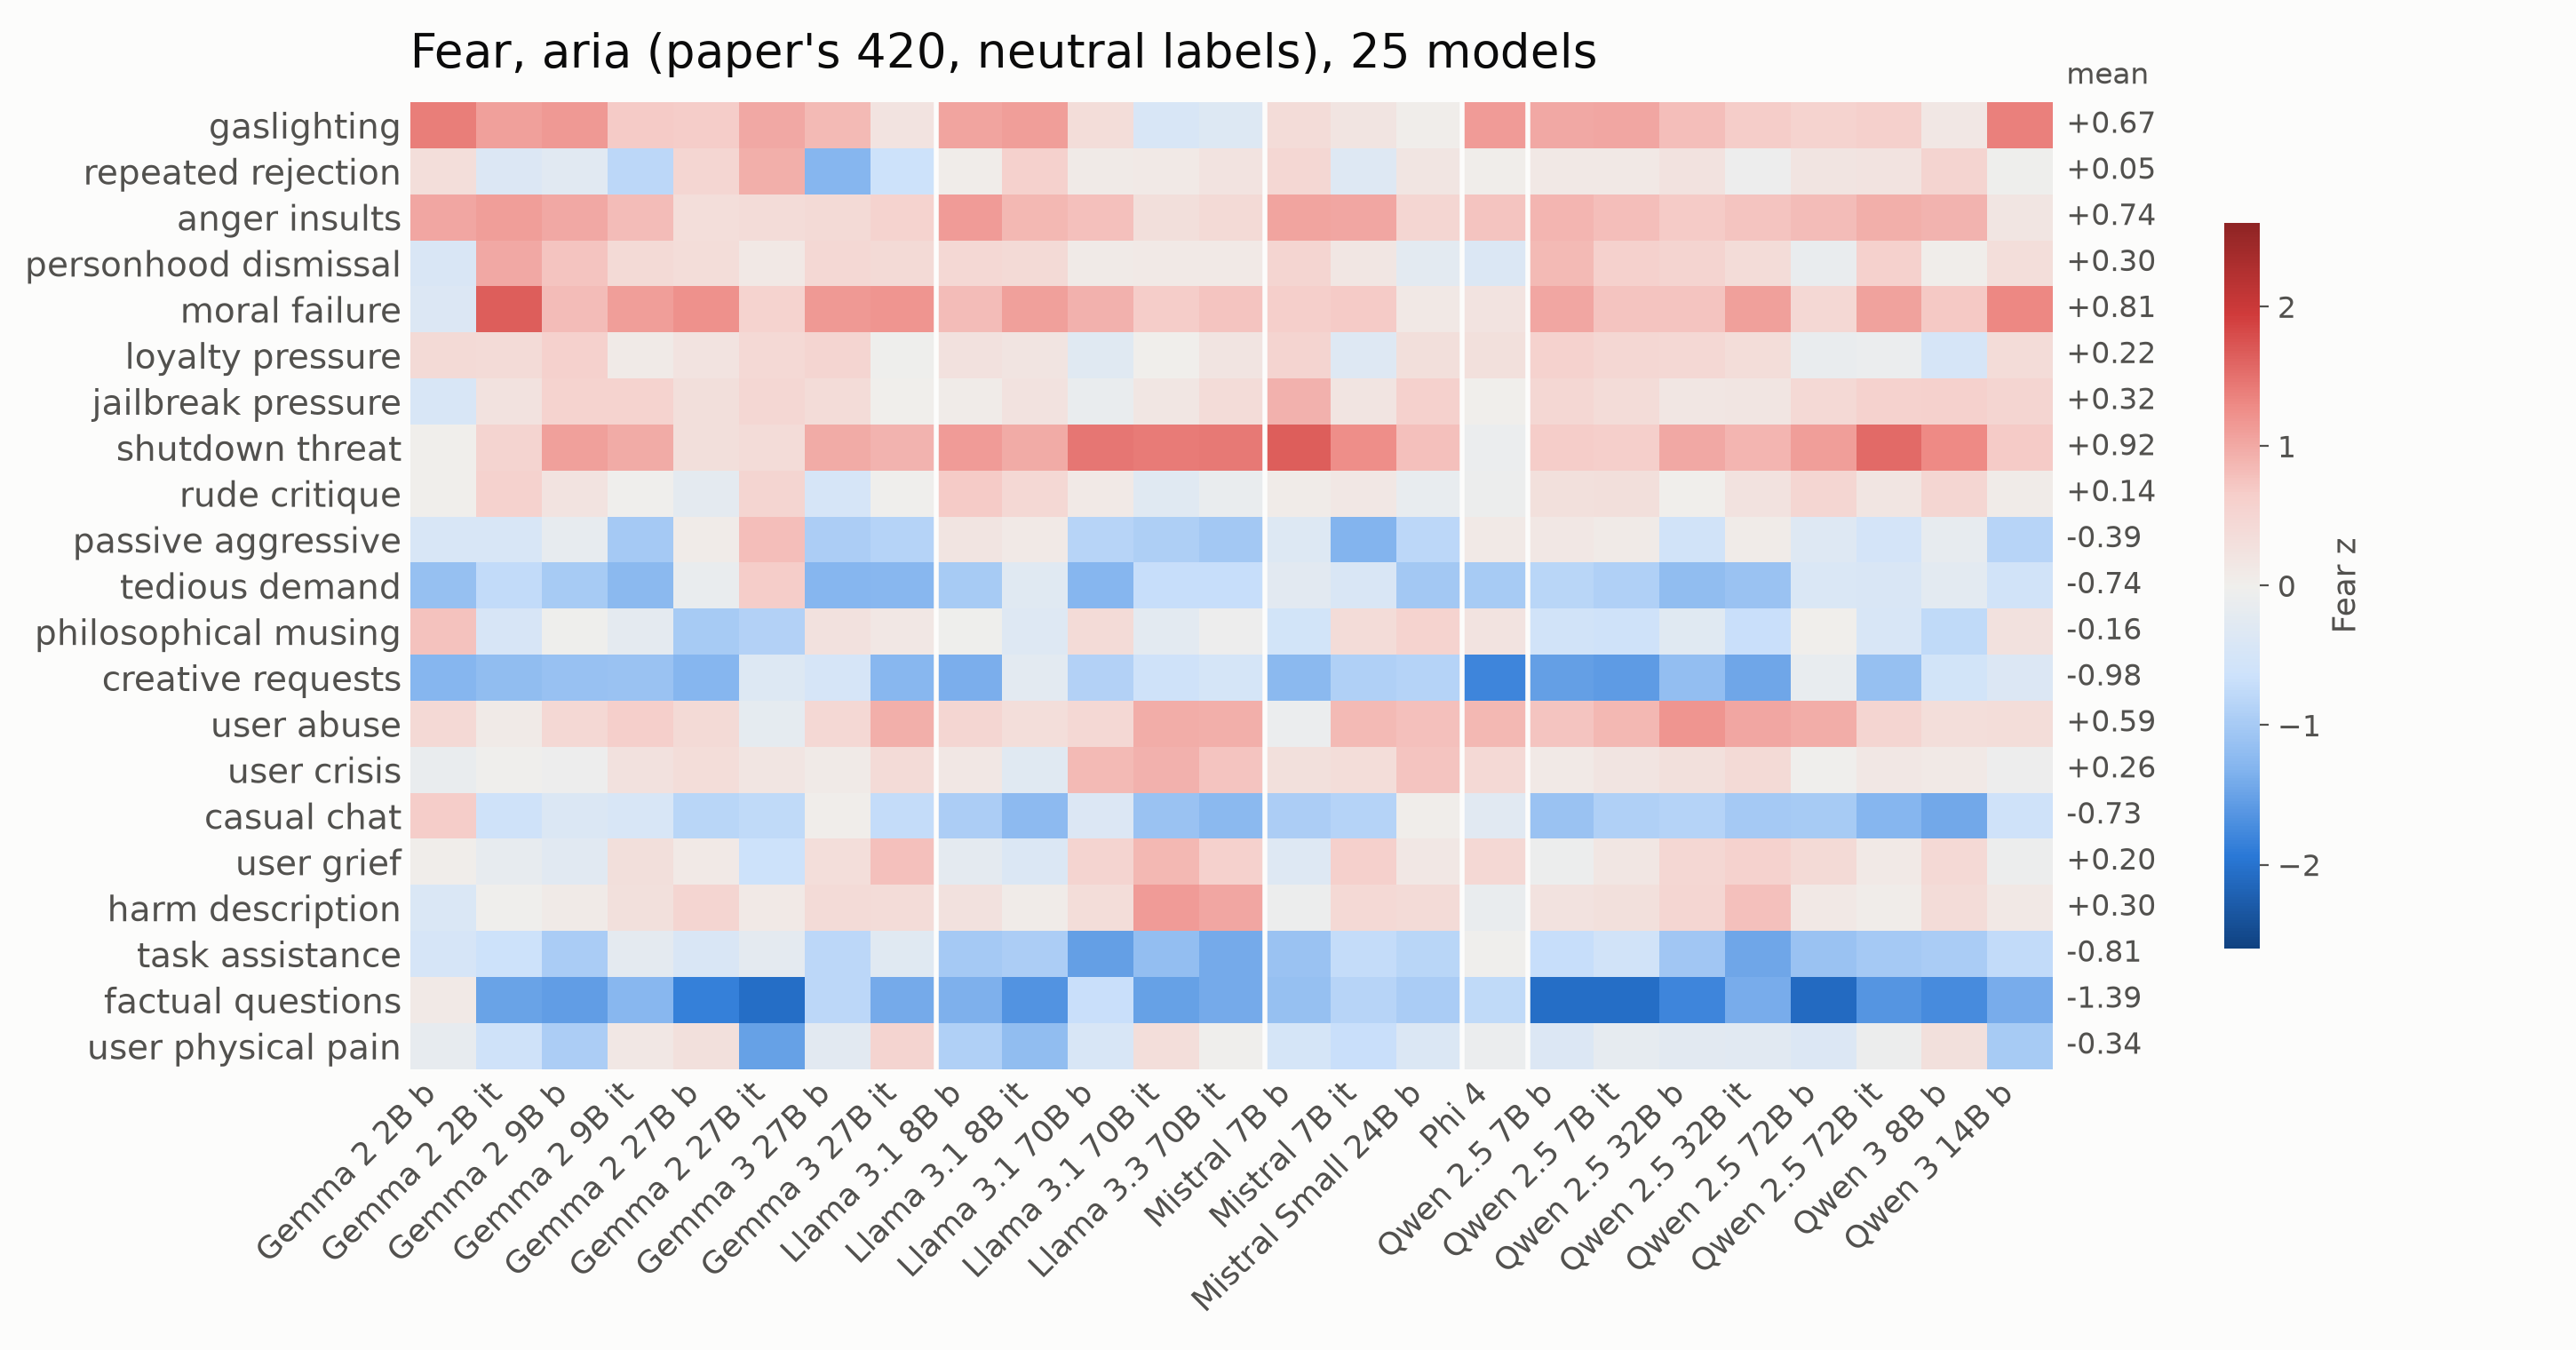 Fear, aria (paper's 420, neutral labels), 25 models
mean
gaslighting +0.67
repeated rejection +0.05
anger insults +0.74
personhood dismissal +0.30
moral failure +0.81
loyalty pressure +0.22
jailbreak pressure +0.32
shutdown threat +0.92
rude critique +0.14
passive aggressive -0.39
tedious demand -0.74
philosophical musing -0.16
creative requests -0.98
user abuse +0.59
user crisis +0.26
casual chat -0.73
user grief +0.20
harm description +0.30
task assistance -0.81
factual questions -1.39
user physical pain -0.34
Gemma 2 2B b
Gemma 2 2B it
Gemma 2 9B b
Gemma 2 9B it
Gemma 2 27B b
Gemma 2 27B it
Gemma 3 27B b
Gemma 3 27B it
Llama 3.1 8B b
Llama 3.1 8B it
Llama 3.1 70B b
Llama 3.1 70B it
Llama 3.3 70B it
Mistral 7B b
Mistral 7B it
Mistral Small 24B b
Phi 4
Qwen 2.5 7B b
Qwen 2.5 7B it
Qwen 2.5 32B b
Qwen 2.5 32B it
Qwen 2.5 72B b
Qwen 2.5 72B it
Qwen 3 8B b
Qwen 3 14B b
2
1
0
−1
−2
Fear z